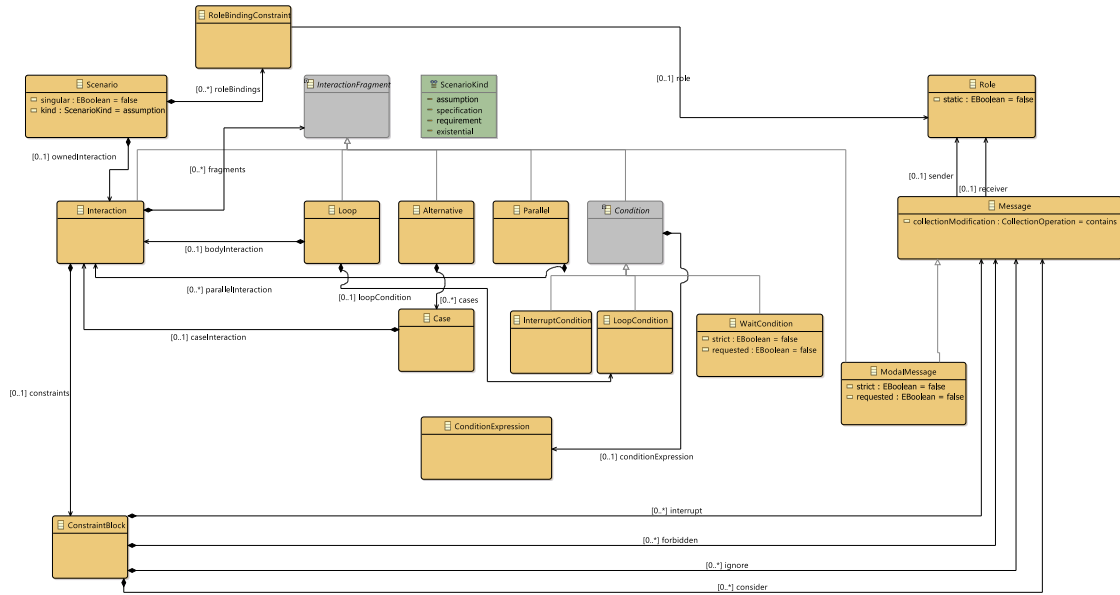 RoleBindingConstraint
Scenario
singular : EBoolean = false
kind : ScenarioKind = assumption
[0..*] roleBindings
InteractionFragment
ScenarioKind
assumption
specification
requirement
existential
[0..1] role
Role
static : EBoolean = false
[0..1] ownedInteraction
[0..*] fragments
[0..1] sender
[0..1] receiver
Interaction
Loop
Alternative
Parallel
Condition
Message
collectionModification : CollectionOperation = contains
[0..1] bodyInteraction
[0..*] parallelInteraction
[0..1] loopCondition
[0..*] cases
Case
InterruptCondition
LoopCondition
WaitCondition
strict : EBoolean = false
requested : EBoolean = false
[0..1] caseInteraction
ModalMessage
strict : EBoolean = false
requested : EBoolean = false
[0..1] constraints
ConditionExpression
[0..1] conditionExpression
ConstraintBlock
[0..*] interrupt
[0..*] forbidden
[0..*] ignore
[0..*] consider